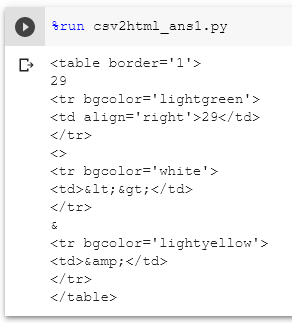 %run csv2html_ans1.py
<table border='1'>
29
<tr bgcolor='lightgreen'>
<td align='right'>29</td>
</tr>
<>
<tr bgcolor='white'>
<td>&lt;&gt;</td>
</tr>
&
<tr bgcolor='lightyellow'>
<td>&amp;</td>
</tr>
</table>